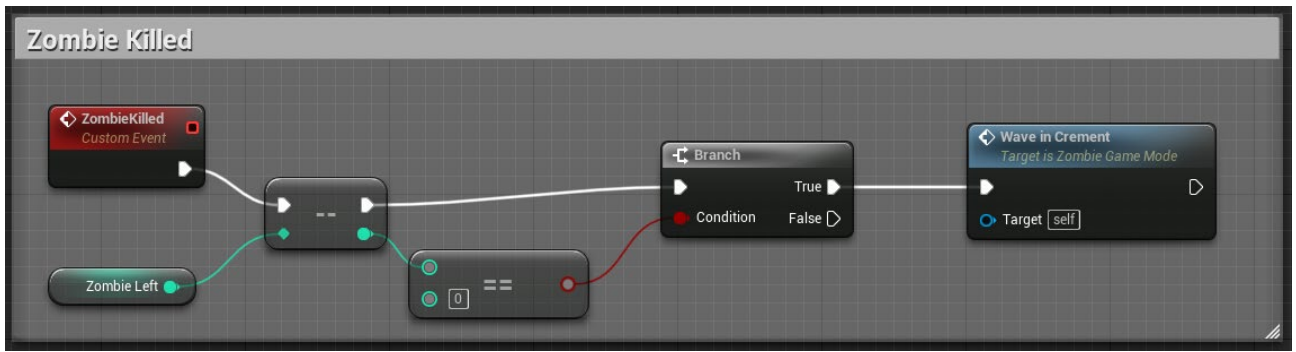 Zombie Killed
ZombieKilled
Custom Event
--
Zombie Left
==
0
Branch
True
Condition
False
Wave in Crement
Target is Zombie Game Mode
Target self